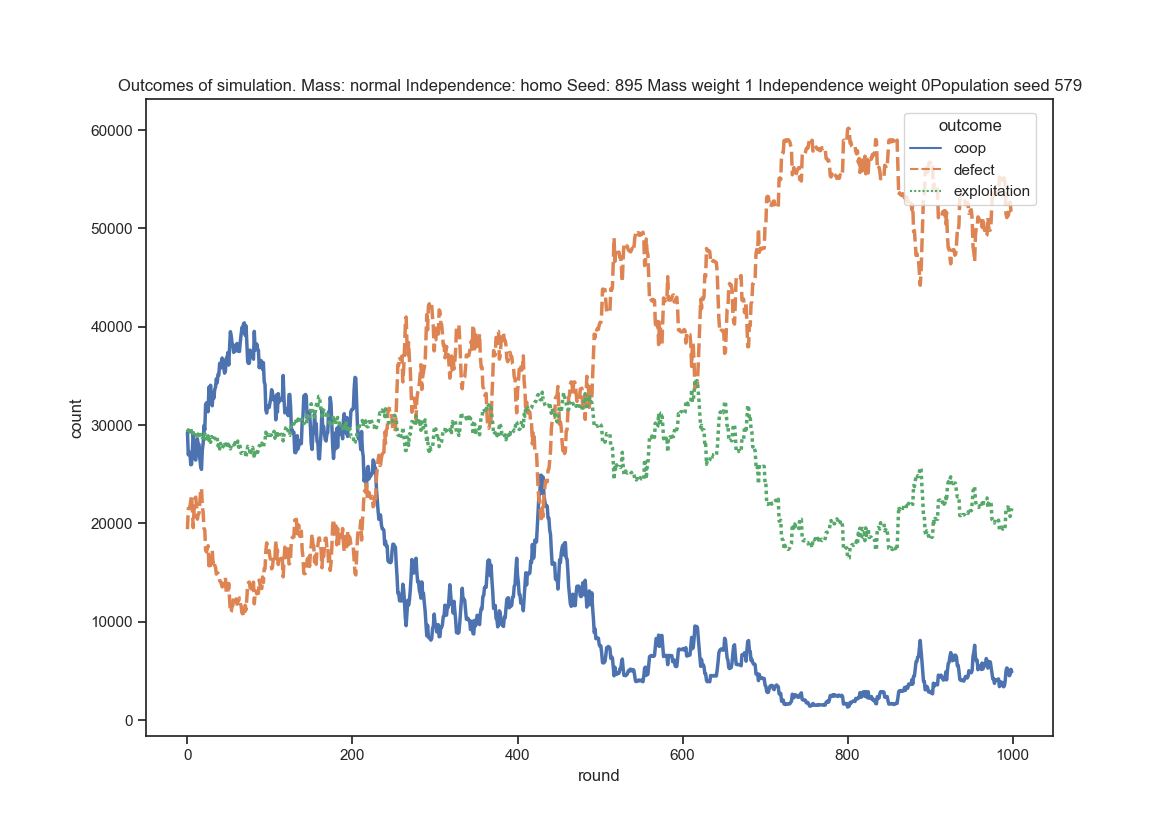 Outcomes of simulation. Mass: normal Independence: homo Seed: 895 Mass weight 1 Independence weight 0Population seed 579
outcome
coop
defect
exploitation
60000
50000
40000
30000
20000
10000
0
count
0 200 400 600 800 1000
round